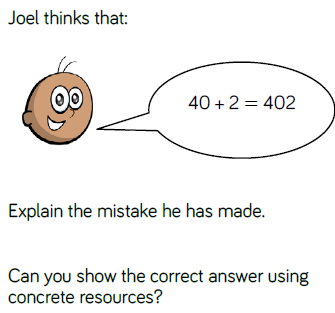 Joel thinks that:
40 + 2 = 402
Explain the mistake he has made.
Can you show the correct answer using
concrete resources?